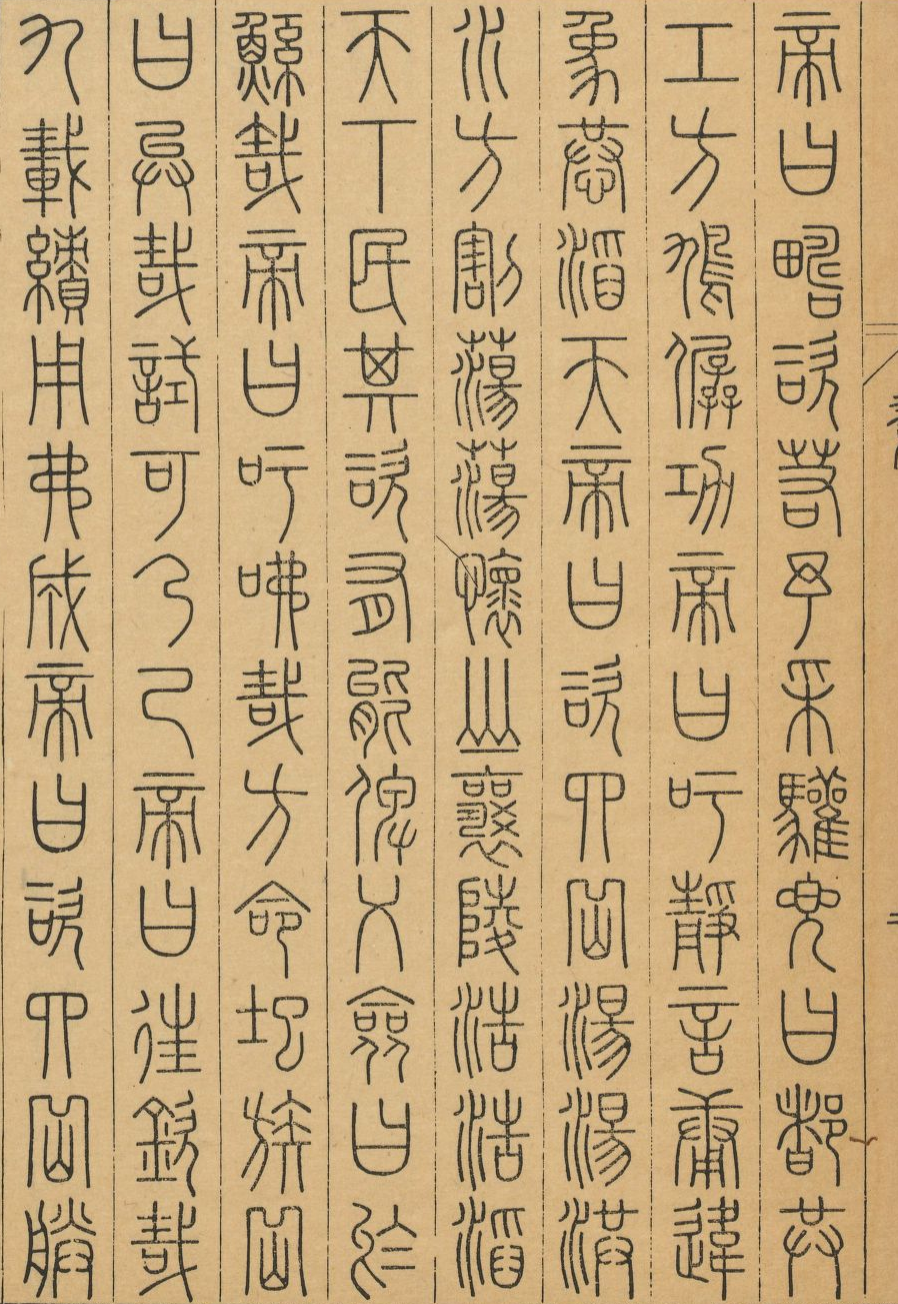 帝曰疇咨若予采驩兜曰都共
工方鳩僝功帝曰吁靜言庸違
象恭滔天帝曰咨四岳湯湯洪
水方割蕩蕩懷山襄陵浩浩滔
天下民其咨有能俾乂僉曰於
鯀哉帝曰吁咈哉方命圮族岳
曰异哉試可乃已帝曰往欽哉
九載績用弗成帝曰咨四岳朕